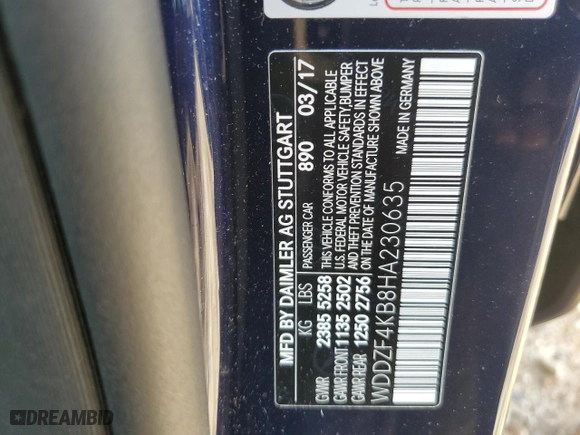 MFD BY DAIMLER AG STUTTGART
KG LBS PASSENGER CAR 890 03/17
GVWR 2385 5258 THIS VEHICLE CONFORMS TO ALL APPLICABLE
GAWR FRONT 1135 2502 U.S. FEDERAL MOTOR VEHICLE SAFETY, BUMPER
GAWR REAR 1250 2756 AND THEFT PREVENTION STANDARDS IN EFFECT
ON THE DATE OF MANUFACTURE SHOWN ABOVE
WDDZF4KB8HA230635 MADE IN GERMANY
DREAMBID